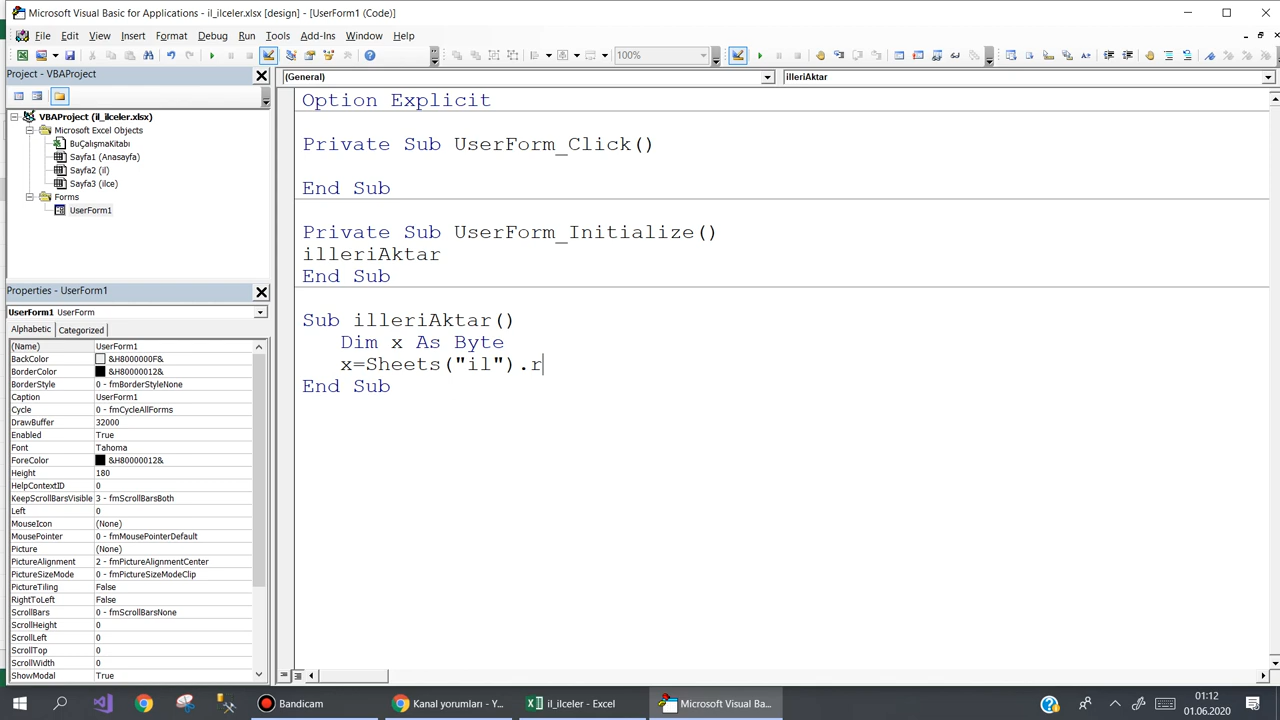 Microsoft Visual Basic for Applications - il_ilceler.xlsx [design] - [UserForm1 (Code)]
File Edit View Insert Format Debug Run Tools Add-Ins Window Help
100%
Project - VBAProject
(General)
illeriAktar
VBAProject (il_ilceler.xlsx)
Microsoft Excel Objects
BuÇalışmaKitabı
Sayfa1 (Anasayfa)
Sayfa2 (il)
Sayfa3 (ilce)
Forms
UserForm1
Option Explicit
Private Sub UserForm_Click()
End Sub
Private Sub UserForm_Initialize()
illeriAktar
End Sub
Sub illeriAktar()
Dim x As Byte
x=Sheets("il").r
End Sub
Properties - UserForm1
UserForm1 UserForm
Alphabetic Categorized
(Name) UserForm1
BackColor &H8000000F&
BorderColor &H80000012&
BorderStyle 0 - fmBorderStyleNone
Caption UserForm1
Cycle 0 - fmCycleAllForms
DrawBuffer 32000
Enabled True
Font Tahoma
ForeColor &H80000012&
Height 180
HelpContextID 0
KeepScrollBarsVisible 3 - fmScrollBarsBoth
Left 0
MouseIcon (None)
MousePointer 0 - fmMousePointerDefault
Picture (None)
PictureAlignment 2 - fmPictureAlignmentCenter
PictureSizeMode 0 - fmPictureSizeModeClip
PictureTiling False
RightToLeft False
ScrollBars 0 - fmScrollBarsNone
ScrollHeight 0
ScrollLeft 0
ScrollTop 0
ScrollWidth 0
ShowModal True
Bandicam
Kanal yorumları - Y...
il_ilceler - Excel
Microsoft Visual Ba...
01:12
01.06.2020